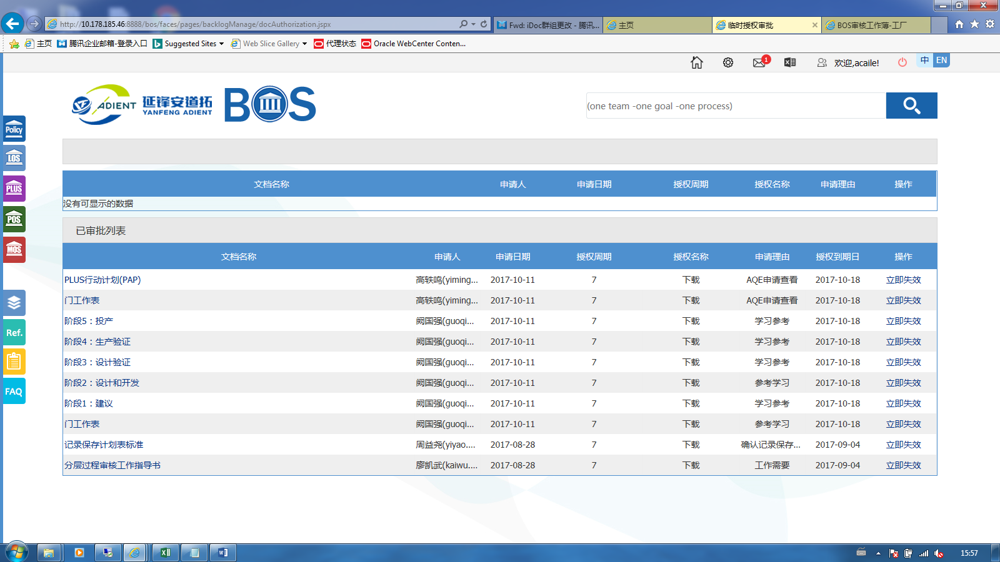 http://10.178.185.46:8888/bos/faces/pages/backlogManage/docAuthorization.jspx
Fwd: iDoc群组更改 - 腾讯...
主页
临时授权审批
BOS审核工作薄-工厂
主页
腾讯企业邮箱-登录入口
Suggested Sites
Web Slice Gallery
代理状态
Oracle WebCenter Conten...
1
欢迎,acaile!
中 EN
ADIENT
延锋安道拓
YANFENG ADIENT
BOS
(one team -one goal -one process)
Policy
LOS
PLUS
POS
MOS
Ref.
FAQ
文档名称 申请人 申请日期 授权周期 授权名称 申请理由 操作
没有可显示的数据
已审批列表
文档名称 申请人 申请日期 授权周期 授权名称 申请理由 授权到期日 操作
PLUS行动计划(PAP) 高轶鸣(yiming... 2017-10-11 7 下载 AQE申请查看 2017-10-18 立即失效
门工作表 高轶鸣(yiming... 2017-10-11 7 下载 AQE申请查看 2017-10-18 立即失效
阶段5：投产 阙国强(guoqi... 2017-10-11 7 下载 学习参考 2017-10-18 立即失效
阶段4：生产验证 阙国强(guoqi... 2017-10-11 7 下载 学习参考 2017-10-18 立即失效
阶段3：设计验证 阙国强(guoqi... 2017-10-11 7 下载 学习参考 2017-10-18 立即失效
阶段2：设计和开发 阙国强(guoqi... 2017-10-11 7 下载 参考学习 2017-10-18 立即失效
阶段1：建议 阙国强(guoqi... 2017-10-11 7 下载 学习参考 2017-10-18 立即失效
门工作表 阙国强(guoqi... 2017-10-11 7 下载 参考学习 2017-10-18 立即失效
记录保存计划表标准 周益尧(yiyao.... 2017-08-28 7 下载 确认记录保存... 2017-09-04 立即失效
分层过程审核工作指导书 廖凯武(kaiwu.... 2017-08-28 7 下载 工作需要 2017-09-04 立即失效
15:57